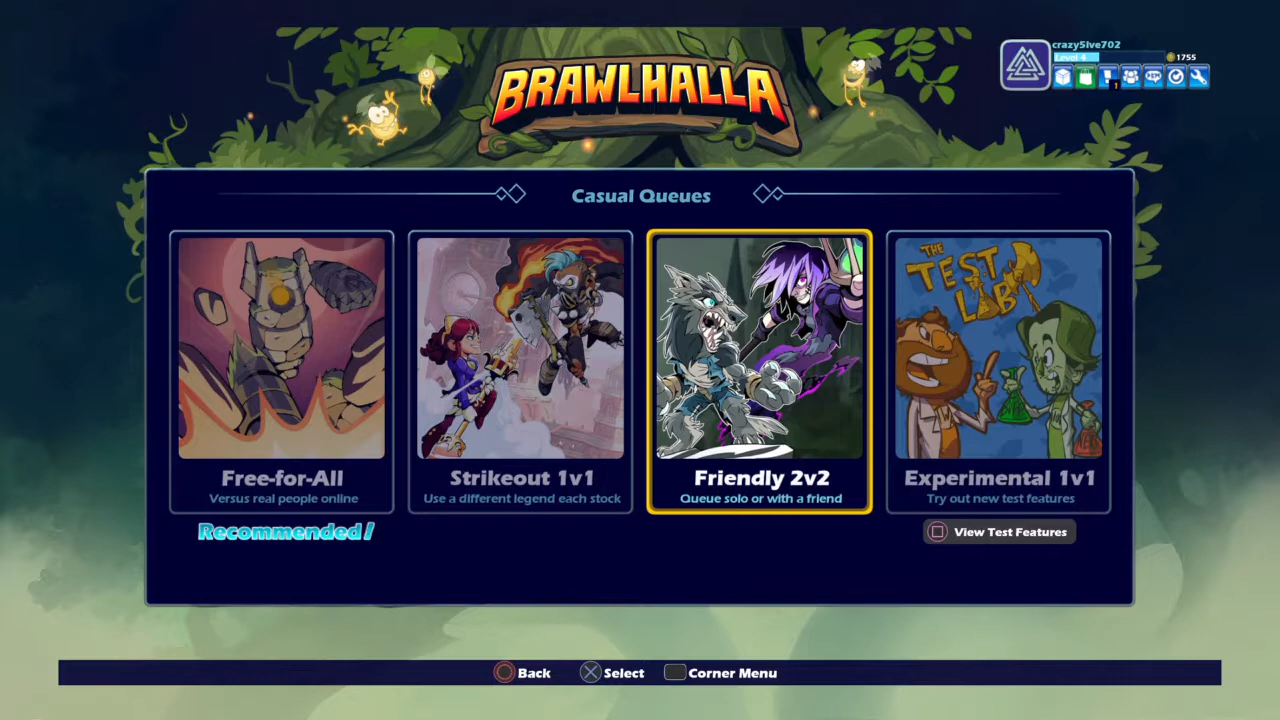 BRAWLHALLA
crazy5lve702
Level 4
1755
1
Casual Queues
THE
TEST
LAB
Free-for-All
Versus real people online
Recommended!
Strikeout 1v1
Use a different legend each stock
Friendly 2v2
Queue solo or with a friend
Experimental 1v1
Try out new test features
View Test Features
Back
Select
Corner Menu